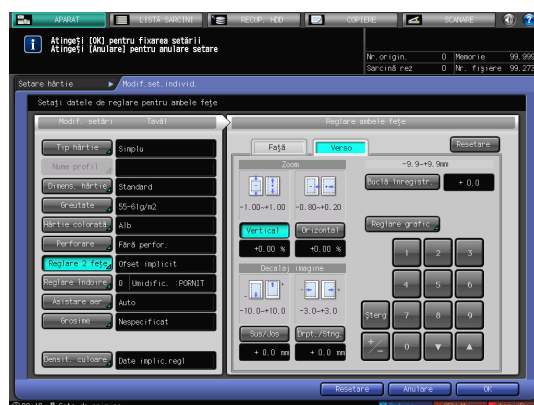 APARAT LISTĂ SARCINI RECUP. HDD COPIERE SCANARE
Atingeţi [OK] pentru fixarea setării
Atingeţi [Anulare] pentru anulare setare
Nr.origin. 0 Memorie 99.999
Sarcină rez 0 Nr. fişiere 99.273
Setare hârtie Modif.set.individ.
Setaţi datele de reglare pentru ambele feţe
Modif. setări Tavă1 Reglare ambele feţe
Tip hârtie Simplu
Nume profil
Dimens. hârtie Standard
Greutate 55-61g/m2
Hârtie colorată Alb
Perforare Fără perfor.
Reglare 2 feţe Ofset implicit
Reglare îndoire 0 Umidific. :PORNIT
Asistare aer Auto
Grosime Nespecificat
Densit. culoare Date implic.regl
Faţă Verso Resetare
Zoom
-1.00~+1.00 -0.80~+0.20
Vertical Orizontal
+0.00 % +0.00 %
Decalaj imagine
-10.0~+10.0 -3.0~+3.0
Sus/Jos Drpt./Stng.
+ 0.0 mm + 0.0 mm
-9.9~+9.9mm
Buclă înregistr. + 0.0
Reglare grafic
1 2 3
4 5 6
Şterg 7 8 9
+/- 0 ▼ ▲
Resetare Anulare OK